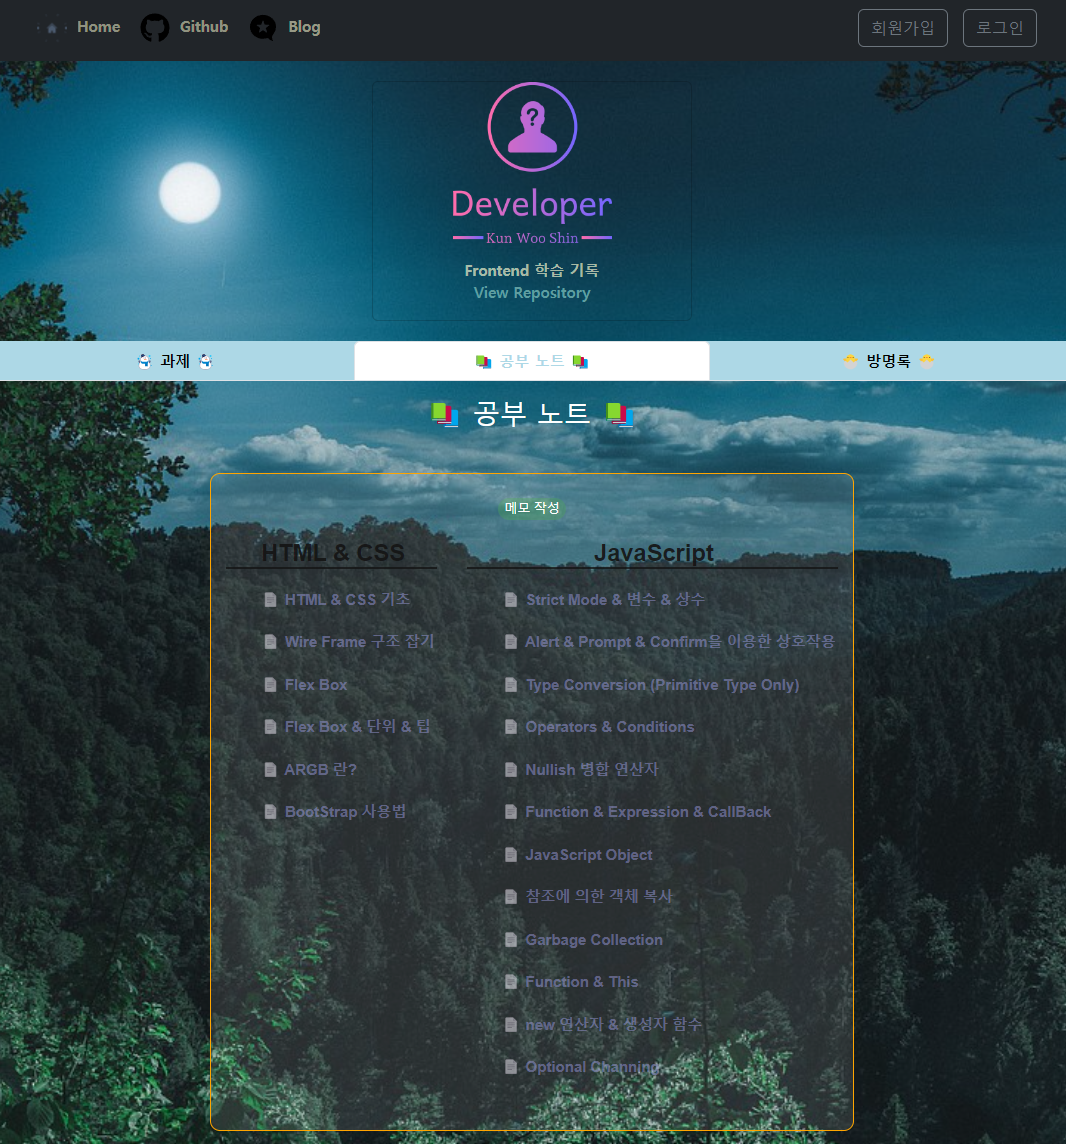 Home Github Blog 회원가입 로그인
?
Developer
Kun Woo Shin
Frontend 학습 기록
View Repository
과제 공부 노트 방명록
공부 노트
메모 작성
HTML & CSS
HTML & CSS 기초
Wire Frame 구조 잡기
Flex Box
Flex Box & 단위 & 팁
ARGB 란?
BootStrap 사용법
JavaScript
Strict Mode & 변수 & 상수
Alert & Prompt & Confirm을 이용한 상호작용
Type Conversion (Primitive Type Only)
Operators & Conditions
Nullish 병합 연산자
Function & Expression & CallBack
JavaScript Object
참조에 의한 객체 복사
Garbage Collection
Function & This
new 연산자 & 생성자 함수
Optional Channing